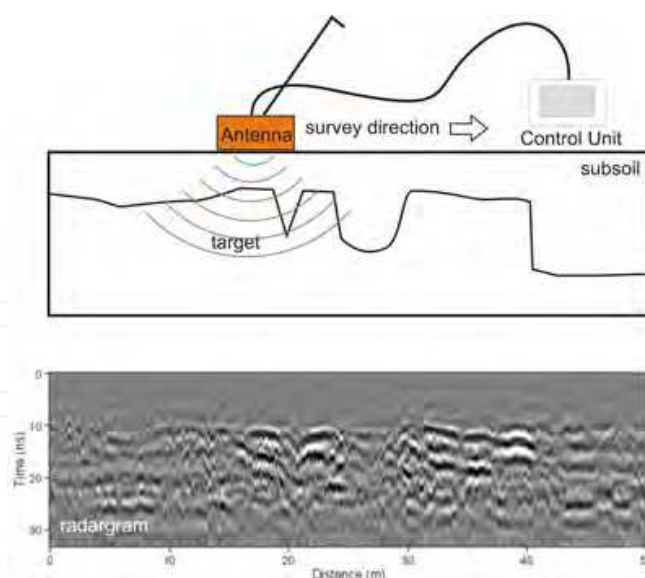 Antenna
survey direction
Control Unit
subsoil
target
0
10
20
30
Time (ns)
radargram
0
10
20
30
40
Distance (m)